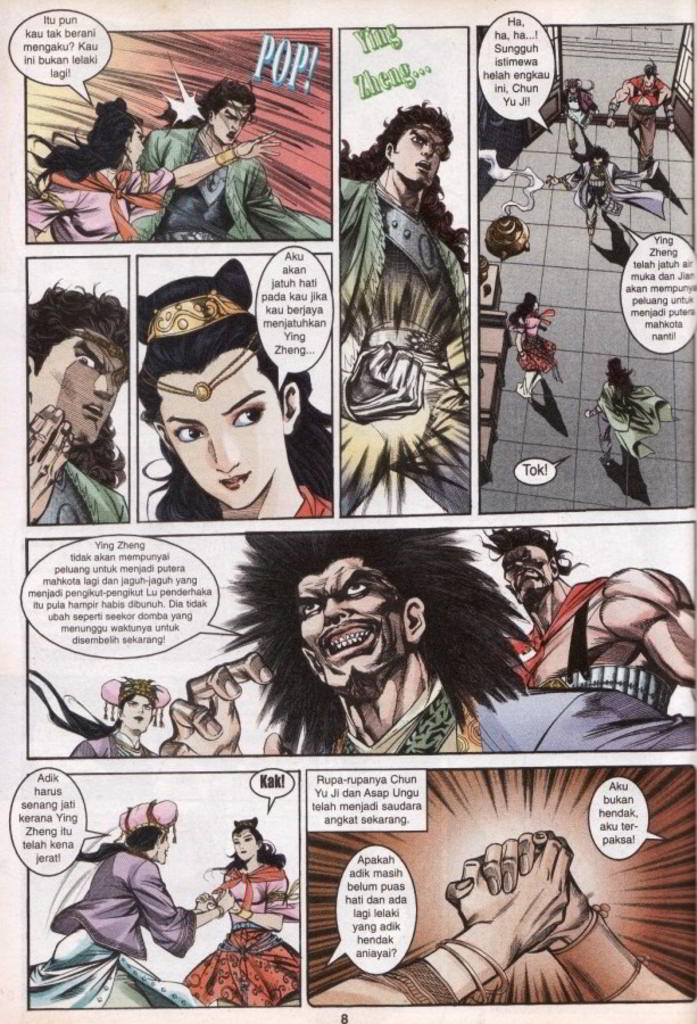 Itu pun
kau tak berani
mengaku? Kau
ini bukan lelaki
lagi!
POP!
Ying
Zheng...
Ha,
ha, ha...!
Sungguh
istimewa
helah engkau
ini, Chun
Yu Ji!
Ying
Zheng
telah jatuh air
muka dan Jian
akan mempunyai
peluang untuk
menjadi putera
mahkota
nanti!
Tok!
Aku
akan
jatuh hati
pada kau jika
kau berjaya
menjatuhkan
Ying
Zheng...
Ying Zheng
tidak akan mempunyai
peluang untuk menjadi putera
mahkota lagi dan jaguh-jaguh yang
menjadi pengikut-pengikut Lu penderhaka
itu pula hampir habis dibunuh. Dia tidak
ubah seperti seekor domba yang
menunggu waktunya untuk
disembelih sekarang!
Adik
harus
senang jati
kerana Ying
Zheng itu
telah kena
jerat!
Kak!
Rupa-rupanya Chun
Yu Ji dan Asap Ungu
telah menjadi saudara
angkat sekarang.
Apakah
adik masih
belum puas
hati dan ada
lagi lelaki
yang adik
hendak
aniayai?
Aku
bukan
hendak,
aku ter-
paksa!
8